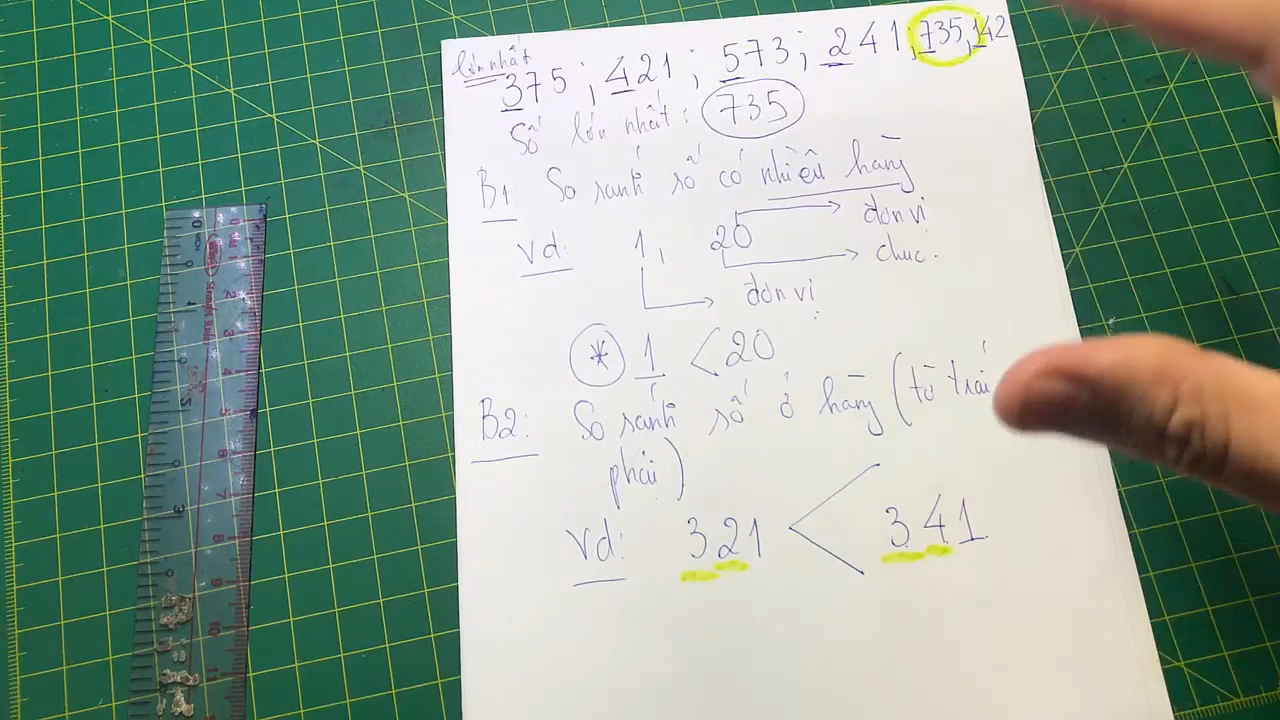 lớn nhất
375 ; 421 ; 573 ; 241 ; 735, 142
Số lớn nhất : 735
B1: So sánh số có nhiều hàng
Vd: 1, 20 đơn vị
chục.
đơn vị
* 1 < 20
B2: So sánh số ở hàng (từ trái
phải)
Vd: 321 < 341